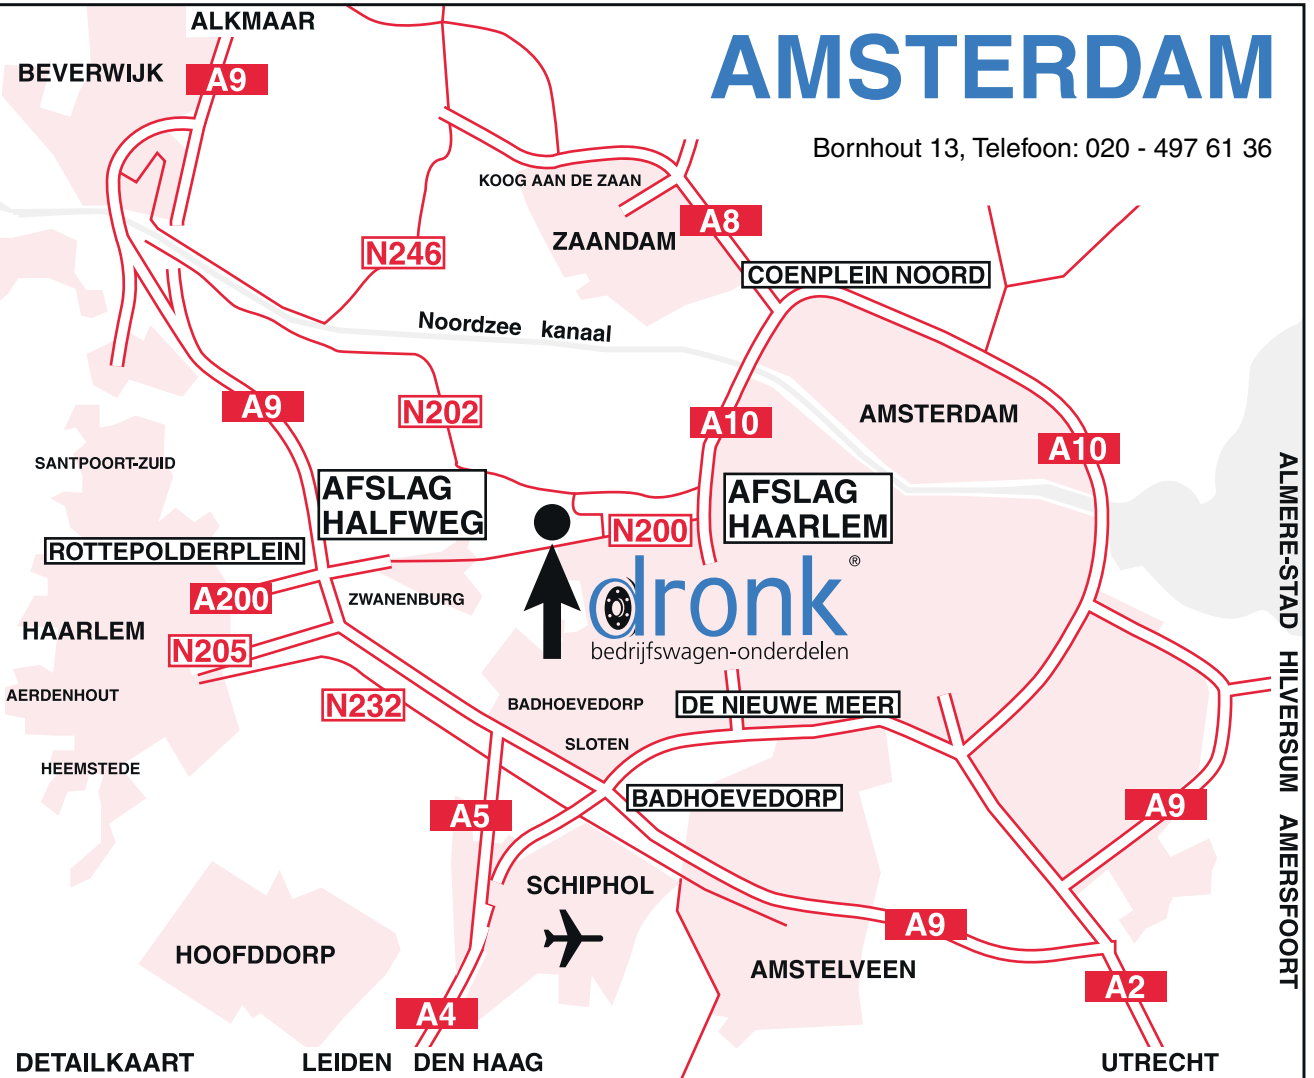 ALKMAAR
AMSTERDAM
BEVERWIJK
A9
Bornhout 13, Telefoon: 020 - 497 61 36
KOOG AAN DE ZAAN
A8
ZAANDAM
N246
COENPLEIN NOORD
Noordzee kanaal
A9
N202
A10
AMSTERDAM
A10
SANTPOORT-ZUID
AFSLAG
HALFWEG
AFSLAG
HAARLEM
N200
ROTTEPOLDERPLEIN
dronk®
bedrijfswagen-onderdelen
A200
ZWANENBURG
HAARLEM
N205
AERDENHOUT
N232
BADHOEVEDORP
DE NIEUWE MEER
SLOTEN
HEEMSTEDE
BADHOEVEDORP
A5
A9
SCHIPHOL
A9
HOOFDDORP
AMSTELVEEN
A2
A4
ALMERE-STAD HILVERSUM AMERSFOORT
DETAILKAART
LEIDEN DEN HAAG
UTRECHT